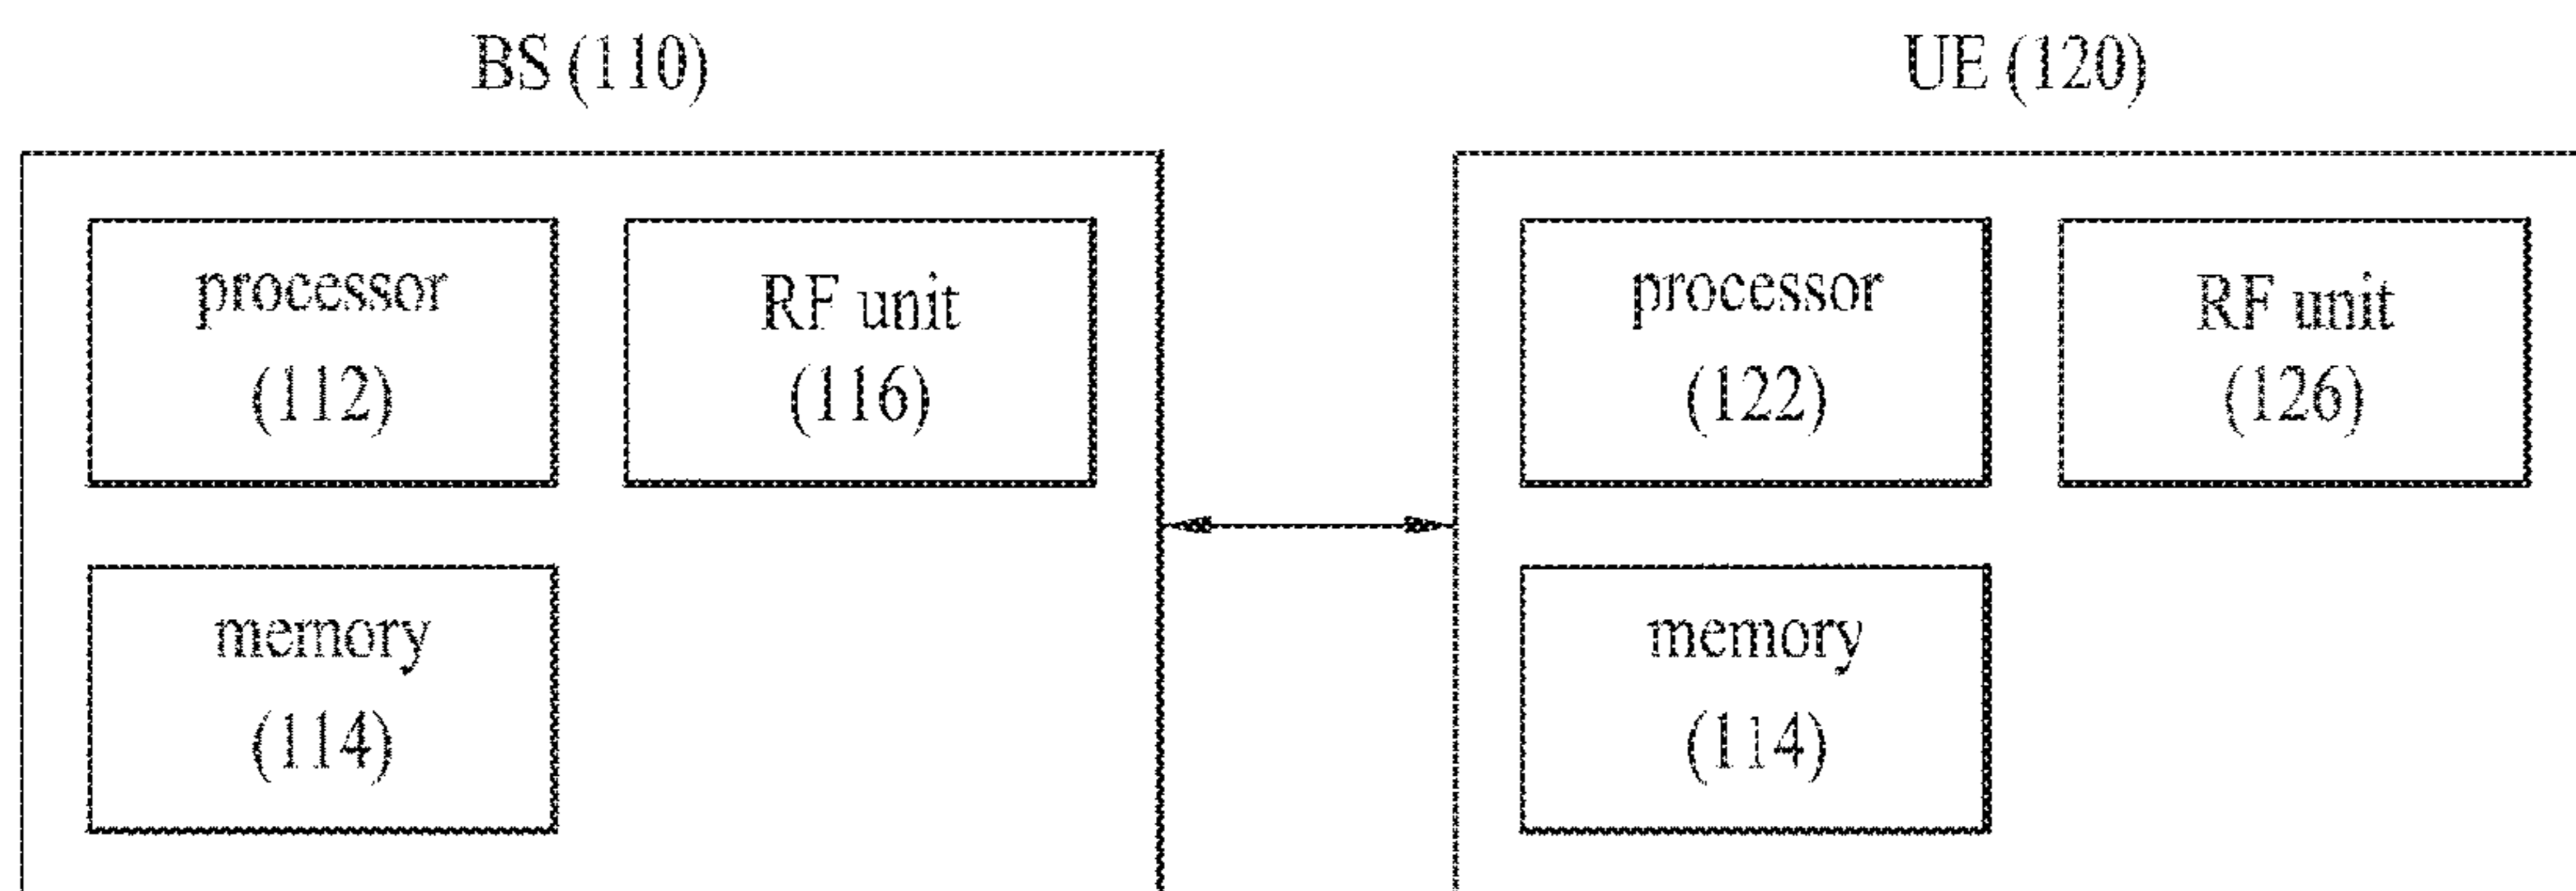 BS (110)
processor
(112)
RF unit
(116)
memory
(114)
UE (120)
processor
(122)
RF unit
(126)
memory
(114)